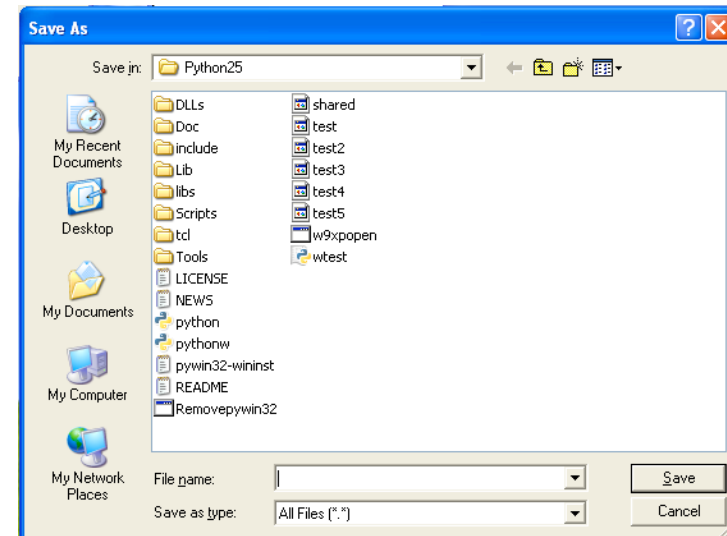 Save As
Save in:
Python25
My Recent
Documents
Desktop
My Documents
My Computer
My Network
Places
DLLs
Doc
include
Lib
libs
Scripts
tcl
Tools
LICENSE
NEWS
python
pythonw
pywin32-wininst
README
Removepywin32
shared
test
test2
test3
test4
test5
w9xpopen
wtest
File name:
Save
Save as type:
All Files (*.*)
Cancel